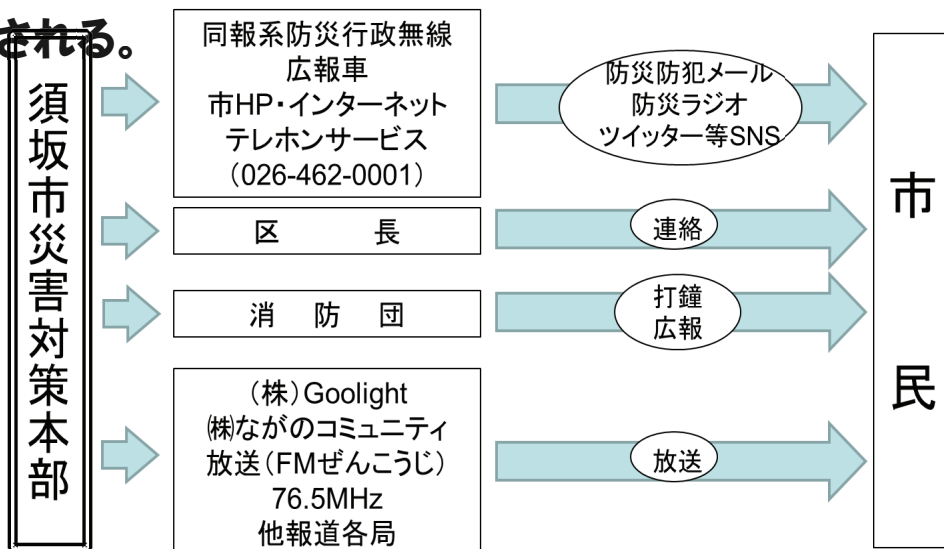 される。
須坂市災害対策本部
同報系防災行政無線
広報車
市HP・インターネット
テレホンサービス
(026-462-0001)
防災防犯メール
防災ラジオ
ツイッター等SNS
区　長
連絡
消　防　団
打鐘
広報
(株)Goolight
㈱ながのコミュニティ
放送(FMぜんこうじ)
76.5MHz
他報道各局
放送
市民